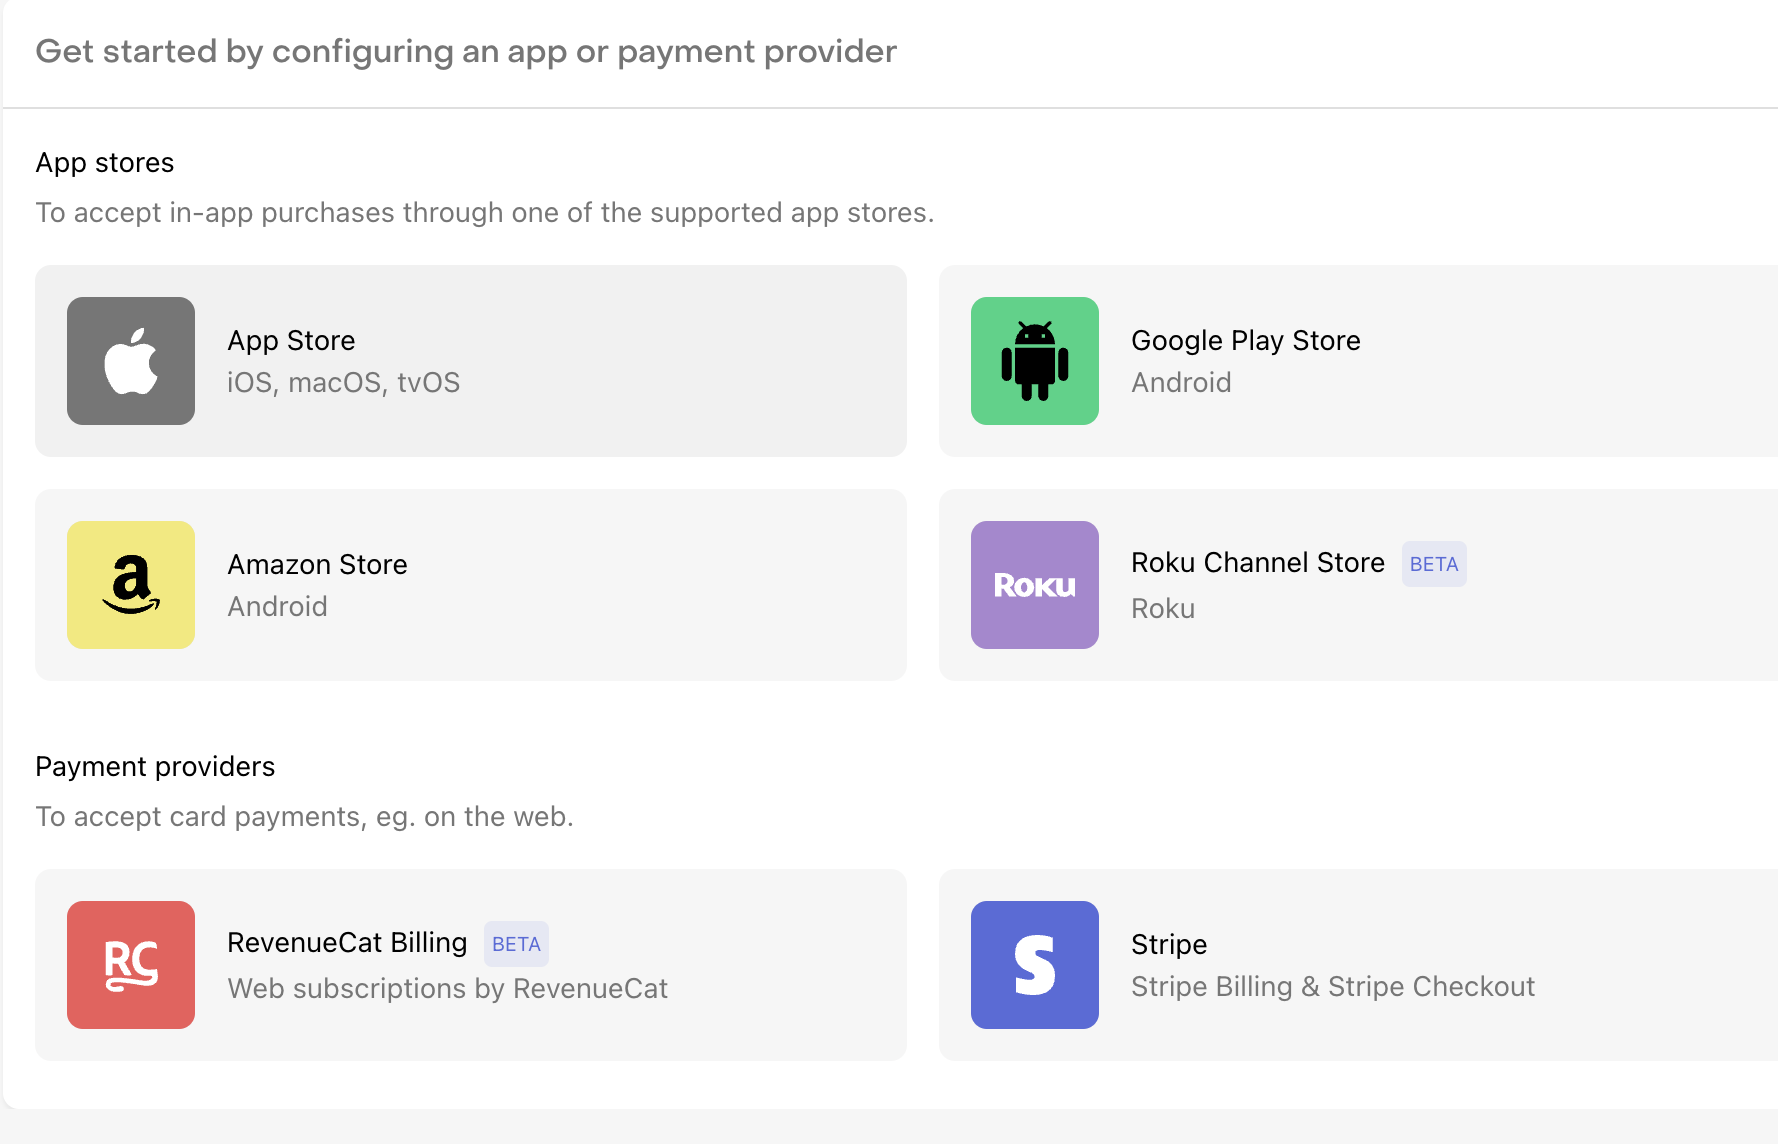 Get started by configuring an app or payment provider
App stores
To accept in-app purchases through one of the supported app stores.
App Store
iOS, macOS, tvOS
Google Play Store
Android
a
Amazon Store
Android
Roku
Roku Channel Store BETA
Roku
Payment providers
To accept card payments, eg. on the web.
RC
RevenueCat Billing BETA
Web subscriptions by RevenueCat
S
Stripe
Stripe Billing & Stripe Checkout